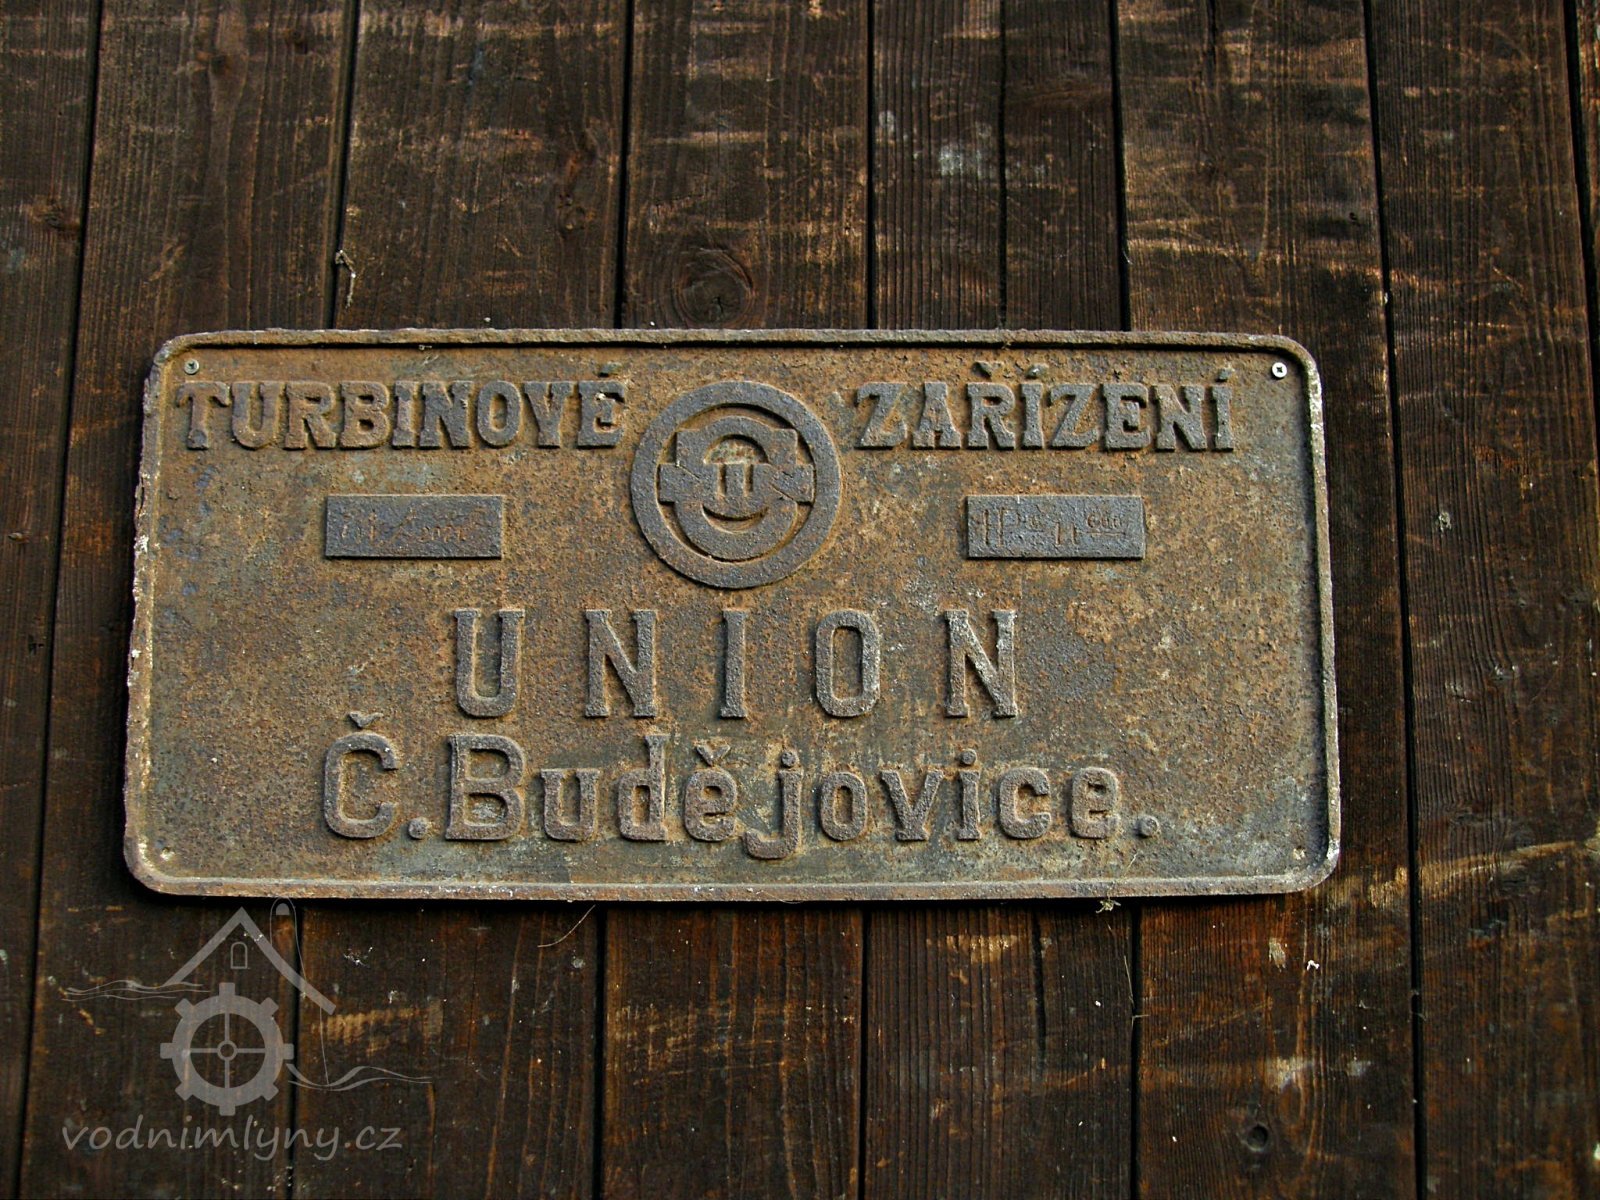 TURBINOVÉ ZAŘÍZENÍ
UNION
Č. Budějovice.
vodnimlyny.cz